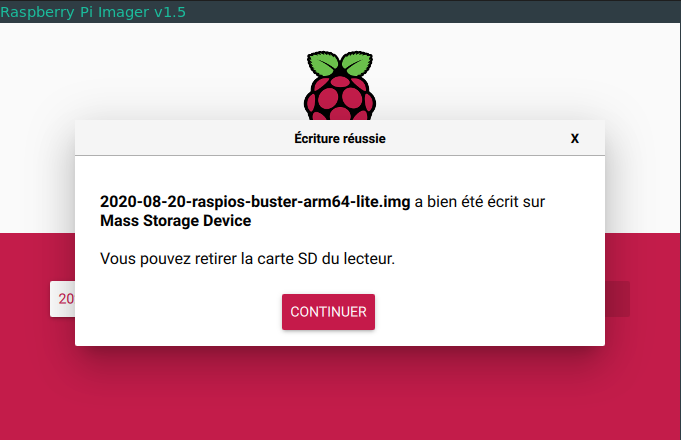 Raspberry Pi Imager v1.5
Écriture réussie
X
2020-08-20-raspios-buster-arm64-lite.img a bien été écrit sur
Mass Storage Device
Vous pouvez retirer la carte SD du lecteur.
20
CONTINUER